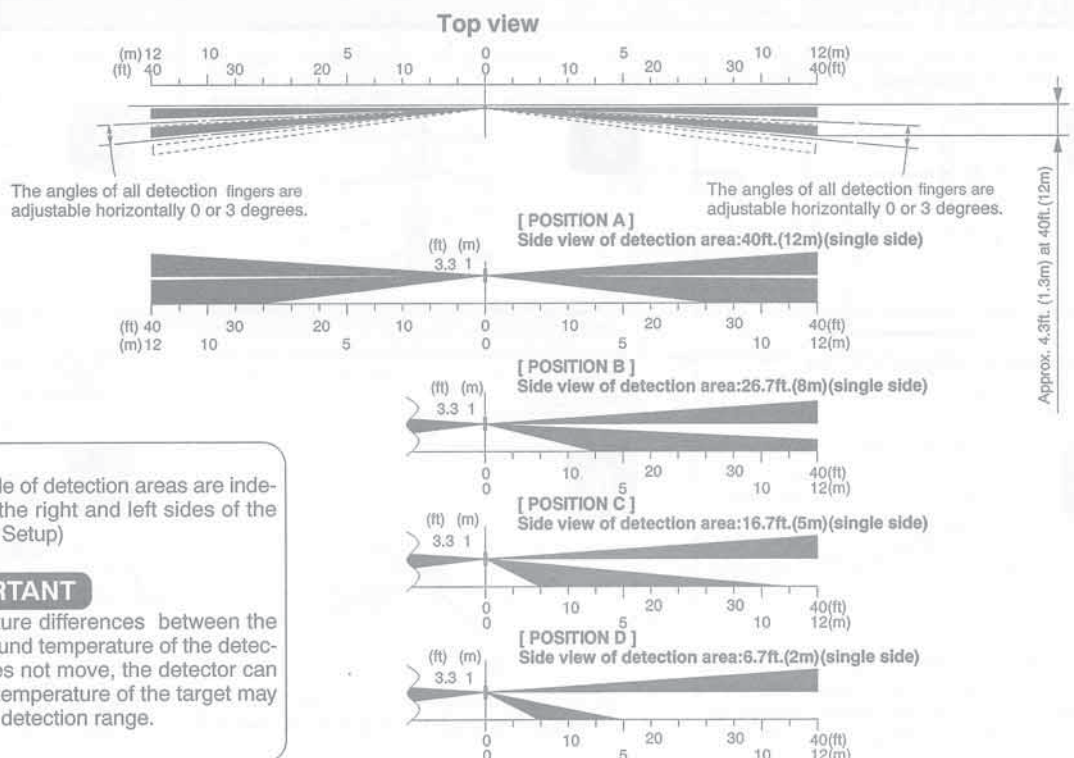 Top view
(m) 12 10 5 0 5 10 12(m)
(ft) 40 30 20 10 0 10 20 30 40(ft)
The angles of all detection fingers are
adjustable horizontally 0 or 3 degrees.
The angles of all detection fingers are
adjustable horizontally 0 or 3 degrees.
Approx. 4.3ft. (1.3m) at 40ft.(12m)
[ POSITION A ]
Side view of detection area:40ft.(12m)(single side)
(ft) (m)
3.3 1
(ft) 40 30 20 10 0 10 20 30 40(ft)
(m) 12 10 5 0 5 10 12(m)
[ POSITION B ]
Side view of detection area:26.7ft.(8m)(single side)
(ft) (m)
3.3 1
0 10 20 30 40(ft)
0 5 10 12(m)
[ POSITION C ]
Side view of detection area:16.7ft.(5m)(single side)
(ft) (m)
3.3 1
0 10 20 30 40(ft)
0 5 10 12(m)
[ POSITION D ]
Side view of detection area:6.7ft.(2m)(single side)
(ft) (m)
3.3 1
0 10 20 30 40(ft)
0 5 10 12(m)
le of detection areas are inde-
the right and left sides of the
Setup)
RTANT
ture differences between the
und temperature of the detec-
es not move, the detector can
temperature of the target may
detection range.